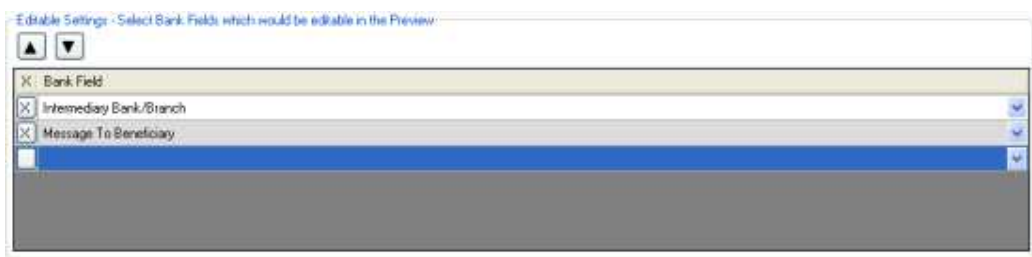 Editable Settings - Select Bank Fields which would be editable in the Preview
▲ ▼
X Bank Field
X Intermediary Bank/Branch
X Message To Beneficiary